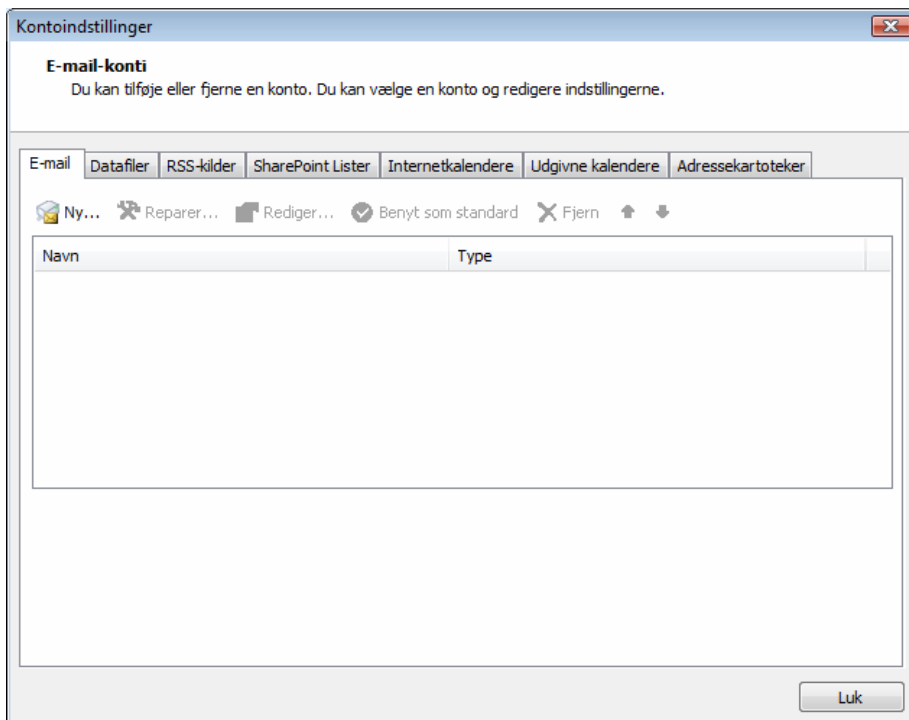 Kontoindstillinger
E-mail-konti
Du kan tilføje eller fjerne en konto. Du kan vælge en konto og redigere indstillingerne.
E-mail Datafiler RSS-kilder SharePoint Lister Internetkalendere Udgivne kalendere Adressekartoteker
Ny... Reparer... Rediger... Benyt som standard Fjern
Navn Type
Luk